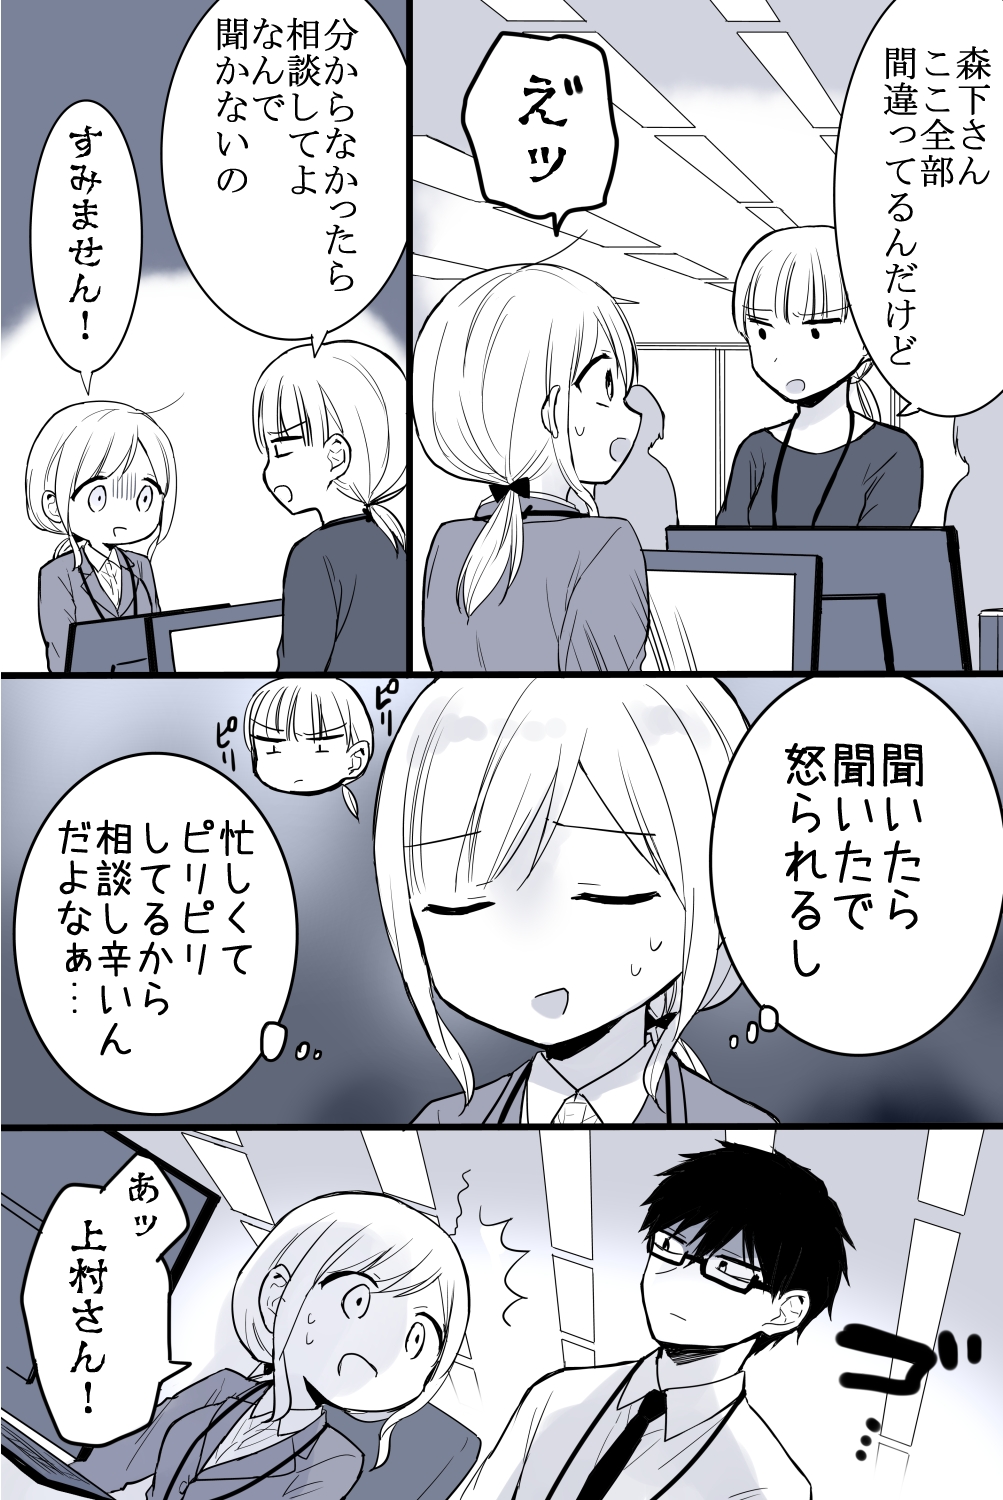 森下さん
ここ全部
間違ってるんだけど
え゛ッ
分からなかったら
相談してよ
なんで
聞かないの
すみません！
聞いたら
聞いたで
怒られるし
ピリ
ピリ
忙しくて
ピリピリ
してるから
相談し辛いん
だよなぁ…
ゴ゛…
あッ
上村さん！